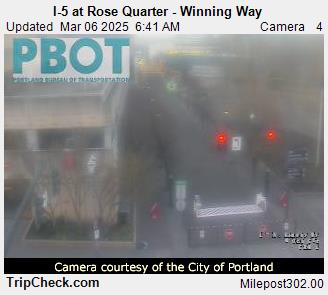 I-5 at Rose Quarter - Winning Way
Updated Mar 06 2025 6:41 AM Camera 4
PBOT
PORTLAND BUREAU OF TRANSPORTATION
Camera courtesy of the City of Portland
TripCheck.com Milepost302.00